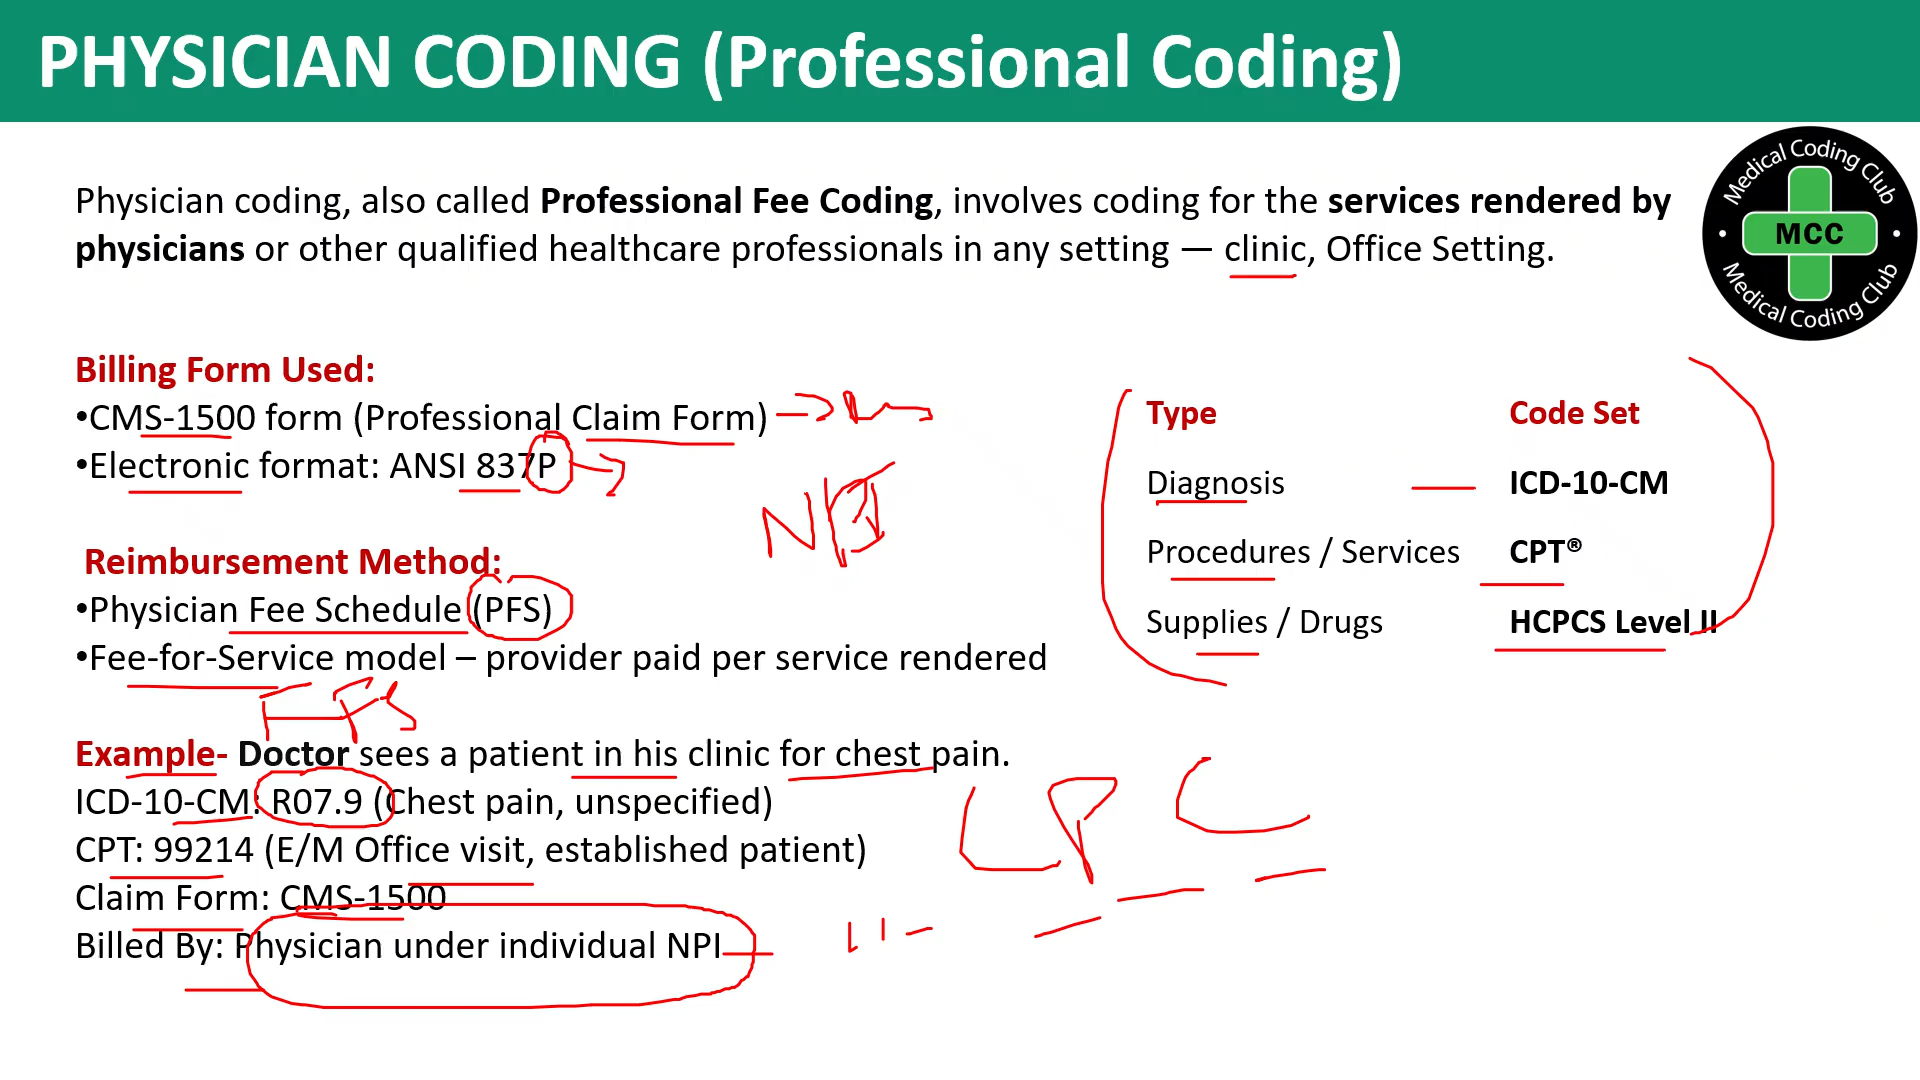 PHYSICIAN CODING (Professional Coding)
Medical Coding Club
MCC
Medical Coding Club
Physician coding, also called Professional Fee Coding, involves coding for the services rendered by
physicians or other qualified healthcare professionals in any setting — clinic, Office Setting.
Billing Form Used:
•CMS-1500 form (Professional Claim Form)
•Electronic format: ANSI 837P
NPI
Reimbursement Method:
•Physician Fee Schedule (PFS)
•Fee-for-Service model – provider paid per service rendered
FFS
Type Code Set
Diagnosis ICD-10-CM
Procedures / Services CPT®
Supplies / Drugs HCPCS Level II
Example- Doctor sees a patient in his clinic for chest pain.
ICD-10-CM: R07.9 (Chest pain, unspecified)
CPT: 99214 (E/M Office visit, established patient)
Claim Form: CMS-1500
Billed By: Physician under individual NPI
CPC